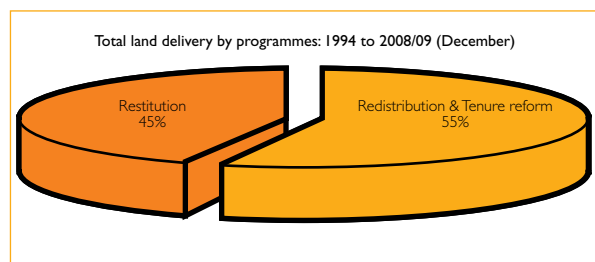 Total land delivery by programmes: 1994 to 2008/09 (December)
Restitution
45%
Redistribution & Tenure reform
55%